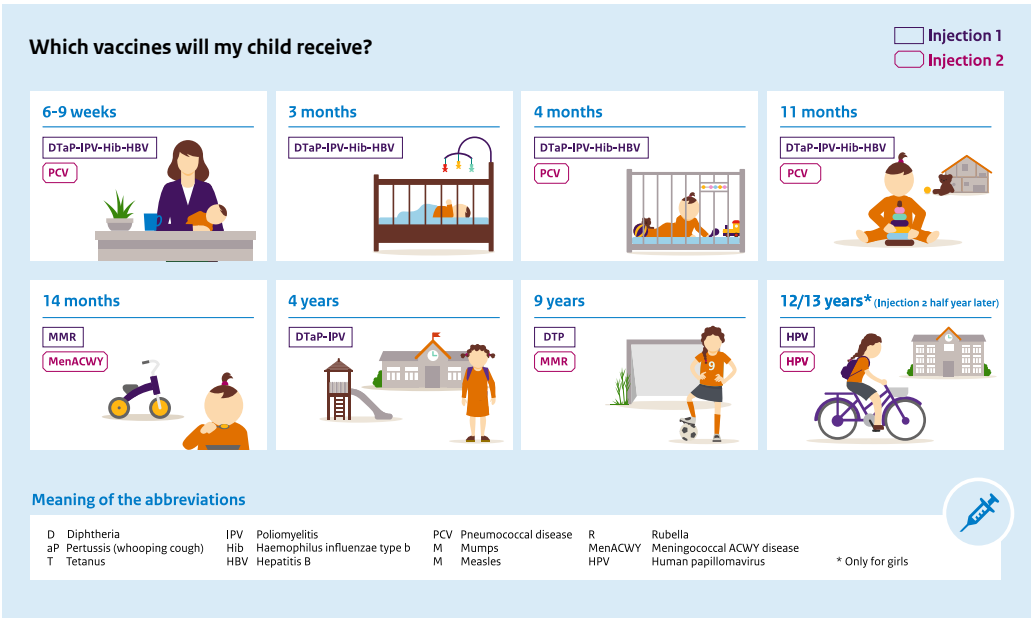 Which vaccines will my child receive?
Injection 1
Injection 2
6-9 weeks
DTaP-IPV-Hib-HBV
PCV
3 months
DTaP-IPV-Hib-HBV
4 months
DTaP-IPV-Hib-HBV
PCV
11 months
DTaP-IPV-Hib-HBV
PCV
14 months
MMR
MenACWY
4 years
DTaP-IPV
9 years
DTP
MMR
9
12/13 years* (Injection 2 half year later)
HPV
HPV
Meaning of the abbreviations
D Diphtheria
aP Pertussis (whooping cough)
T Tetanus
IPV Poliomyelitis
Hib Haemophilus influenzae type b
HBV Hepatitis B
PCV Pneumococcal disease
M Mumps
M Measles
R Rubella
MenACWY Meningococcal ACWY disease
HPV Human papillomavirus
* Only for girls